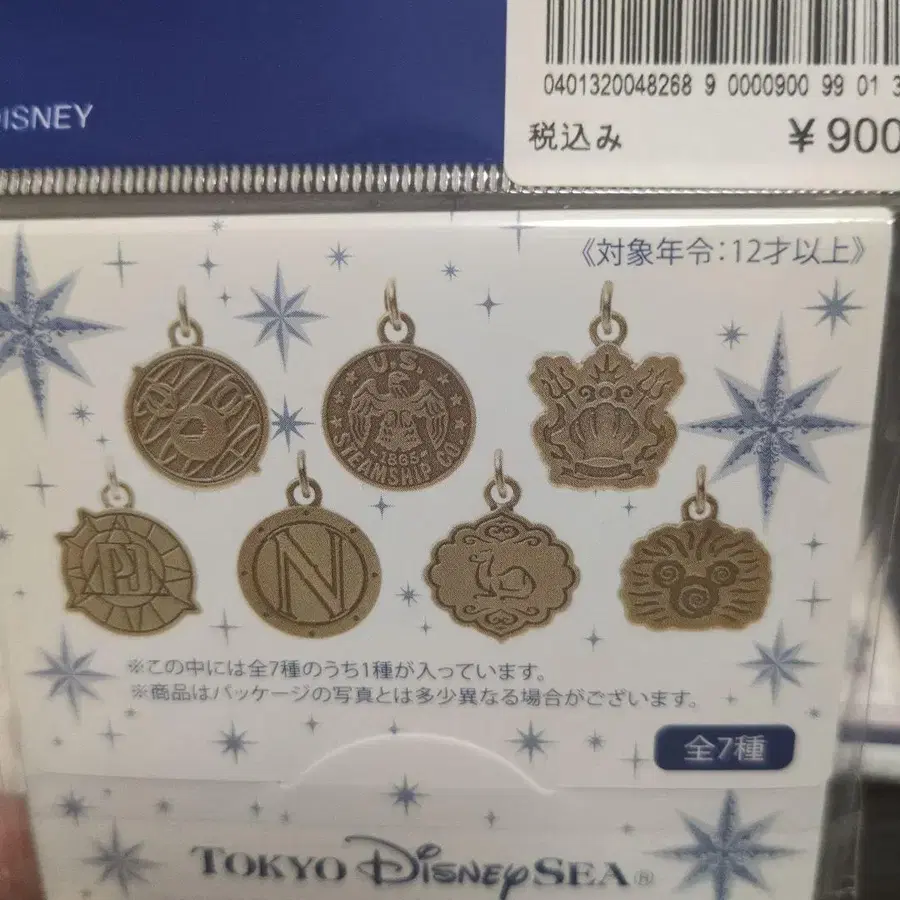 DISNEY
0401320048268 9 0000900 99 01 3
税込み ¥900
《対象年令：12才以上》
U.S.
-1865-
STEAMSHIP CO.
PD
N
※この中には全7種のうち1種が入っています。
※商品はパッケージの写真とは多少異なる場合がございます。
全7種
TOKYO DISNEYSEA®